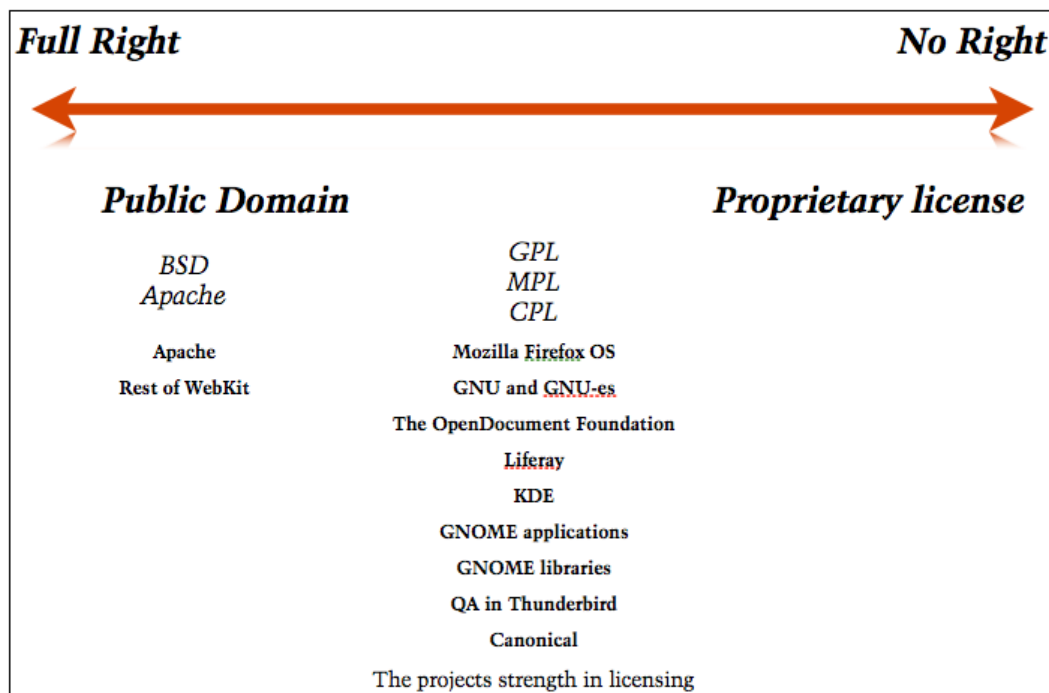 Full Right No Right
Public Domain Proprietary license
BSD
Apache
GPL
MPL
CPL
Apache
Rest of WebKit
Mozilla Firefox OS
GNU and GNU-es
The OpenDocument Foundation
Liferay
KDE
GNOME applications
GNOME libraries
QA in Thunderbird
Canonical
The projects strength in licensing